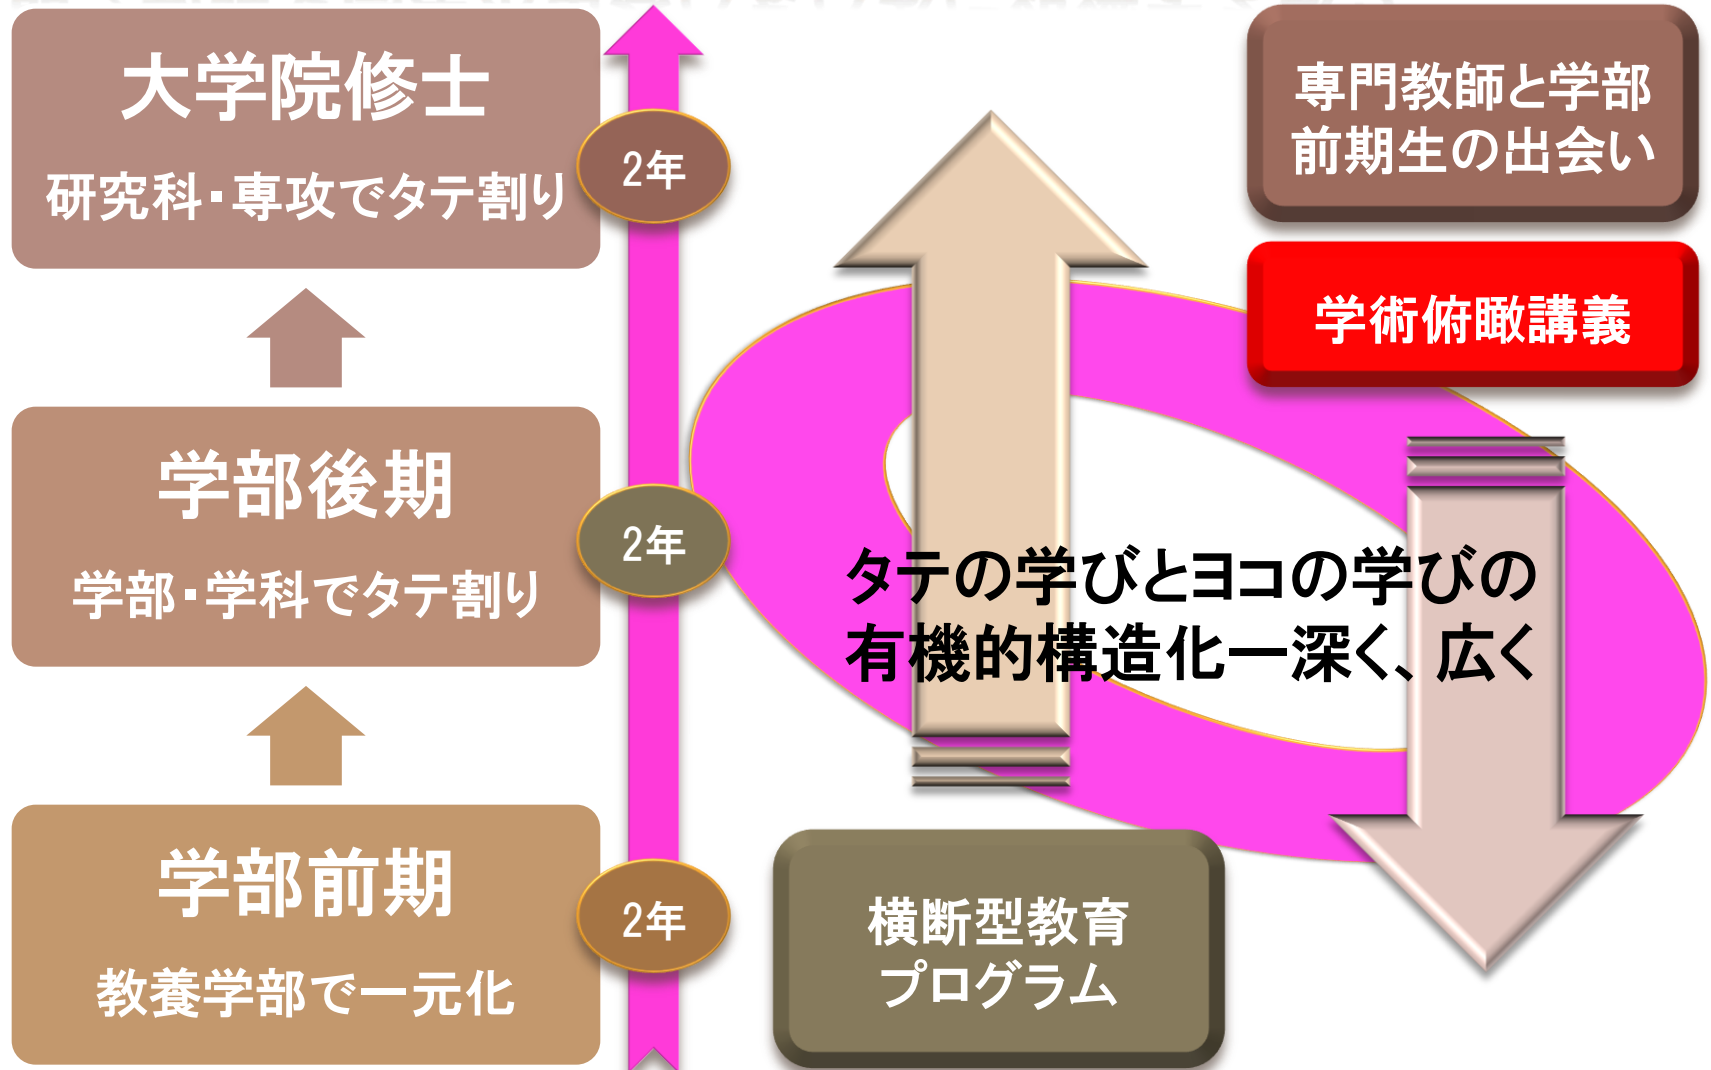 大学院修士
研究科・専攻でタテ割り
2年
学部後期
学部・学科でタテ割り
2年
学部前期
教養学部で一元化
2年
専門教師と学部
前期生の出会い
学術俯瞰講義
タテの学びとヨコの学びの
有機的構造化―深く、広く
横断型教育
プログラム